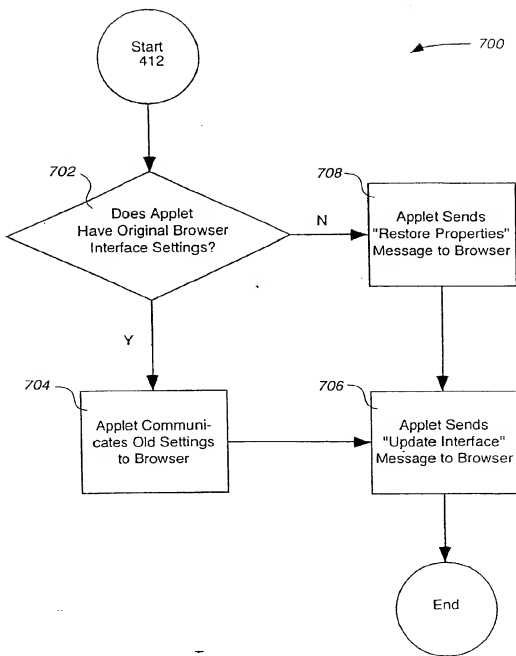 Start
412
700
702
Does Applet
Have Original Browser
Interface Settings?
N
708
Applet Sends
"Restore Properties"
Message to Browser
Y
704
Applet Communi-
cates Old Settings
to Browser
706
Applet Sends
"Update Interface"
Message to Browser
End